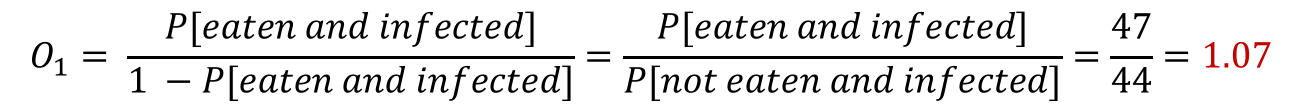 O₁ = P[eaten and infected] / 1 − P[eaten and infected] = P[eaten and infected] / P[not eaten and infected] = 47 / 44 = 1.07